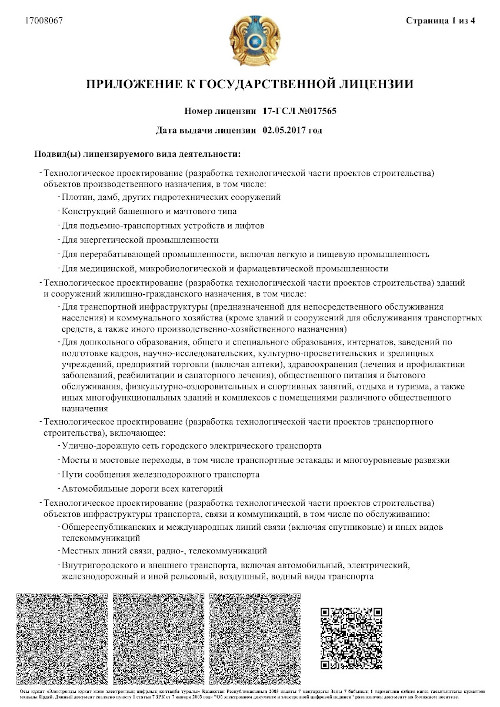 17008067
Страница 1 из 4
ПРИЛОЖЕНИЕ К ГОСУДАРСТВЕННОЙ ЛИЦЕНЗИИ
Номер лицензии 17-ГСЛ №017565
Дата выдачи лицензии 02.05.2017 год
Подвид(ы) лицензируемого вида деятельности:
-Технологическое проектирование (разработка технологической части проектов строительства)
объектов производственного назначения, в том числе:
-Плотин, дамб, других гидротехнических сооружений
-Конструкций башенного и мачтового типа
-Для подъемно-транспортных устройств и лифтов
-Для энергетической промышленности
-Для перерабатывающей промышленности, включая легкую и пищевую промышленность
-Для медицинской, микробиологической и фармацевтической промышленности
-Технологическое проектирование (разработка технологической части проектов строительства) зданий
и сооружений жилищно-гражданского назначения, в том числе:
-Для транспортной инфраструктуры (предназначенной для непосредственного обслуживания
населения) и коммунального хозяйства (кроме зданий и сооружений для обслуживания транспортных
средств, а также иного производственно-хозяйственного назначения)
-Для дошкольного образования, общего и специального образования, интернатов, заведений по
подготовке кадров, научно-исследовательских, культурно-просветительских и зрелищных
учреждений, предприятий торговли (включая аптеки), здравоохранения (лечения и профилактики
заболеваний, реабилитации и санаторного лечения), общественного питания и бытового
обслуживания, физкультурно-оздоровительных и спортивных занятий, отдыха и туризма, а также
иных многофункциональных зданий и комплексов с помещениями различного общественного
назначения
-Технологическое проектирование (разработка технологической части проектов транспортного
строительства), включающее:
-Улично-дорожную сеть городского электрического транспорта
-Мосты и мостовые переходы, в том числе транспортные эстакады и многоуровневые развязки
-Пути сообщения железнодорожного транспорта
-Автомобильные дороги всех категорий
-Технологическое проектирование (разработка технологической части проектов строительства)
объектов инфраструктуры транспорта, связи и коммуникаций, в том числе по обслуживанию:
-Общереспубликанских и международных линий связи (включая спутниковые) и иных видов
телекоммуникаций
-Местных линий связи, радио-, телекоммуникаций
-Внутригородского и внешнего транспорта, включая автомобильный, электрический,
железнодорожный и иной рельсовый, воздушный, водный виды транспорта